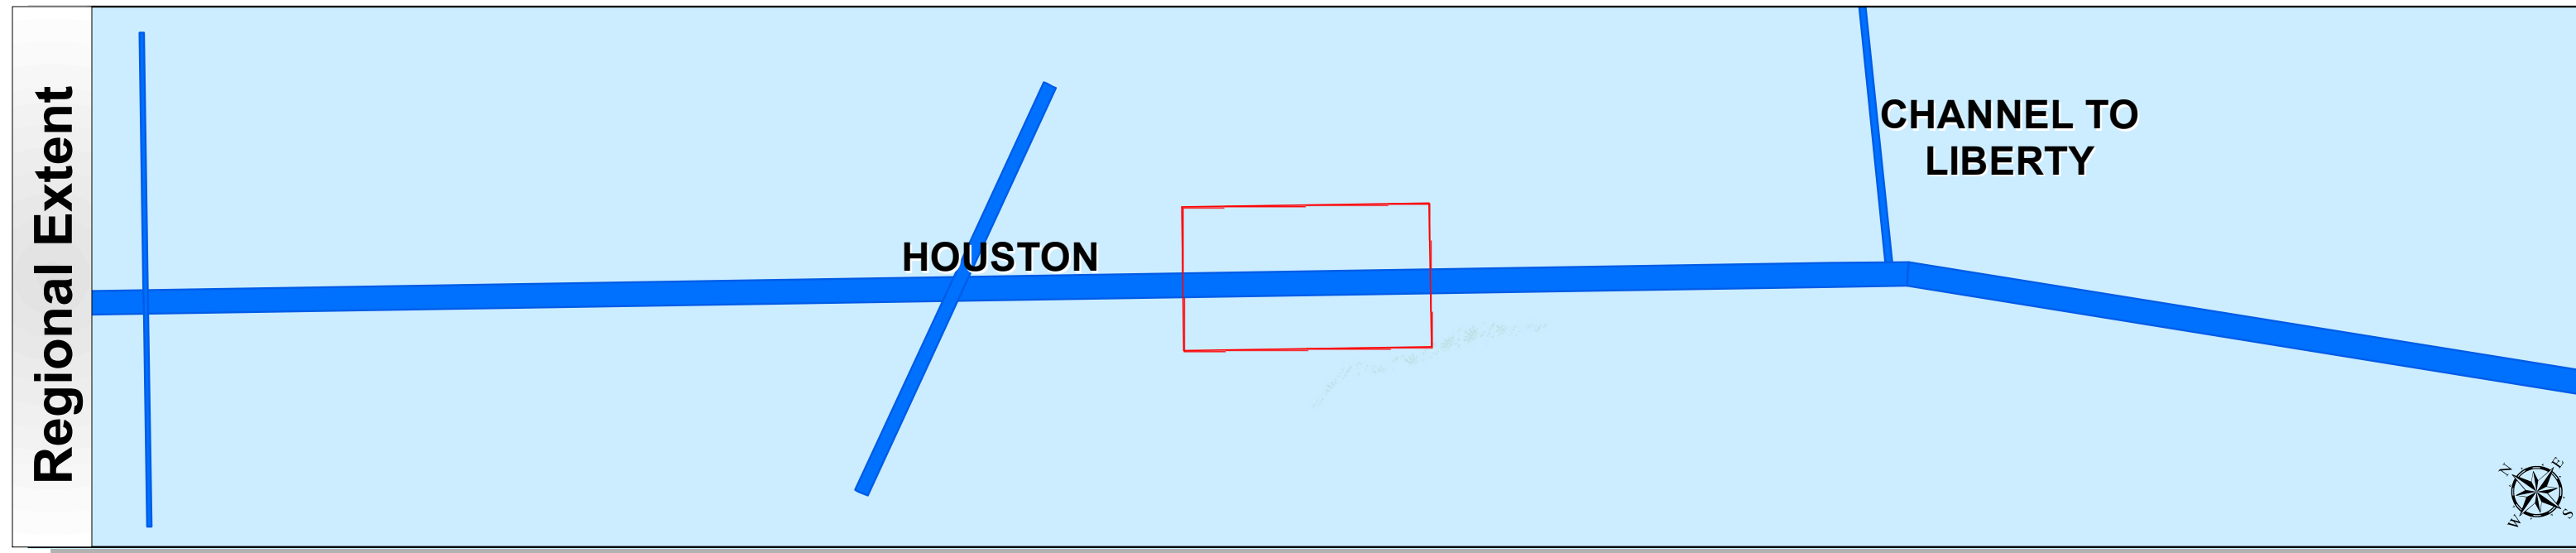 Regional Extent
HOUSTON
CHANNEL TO
LIBERTY
N
E
W
S